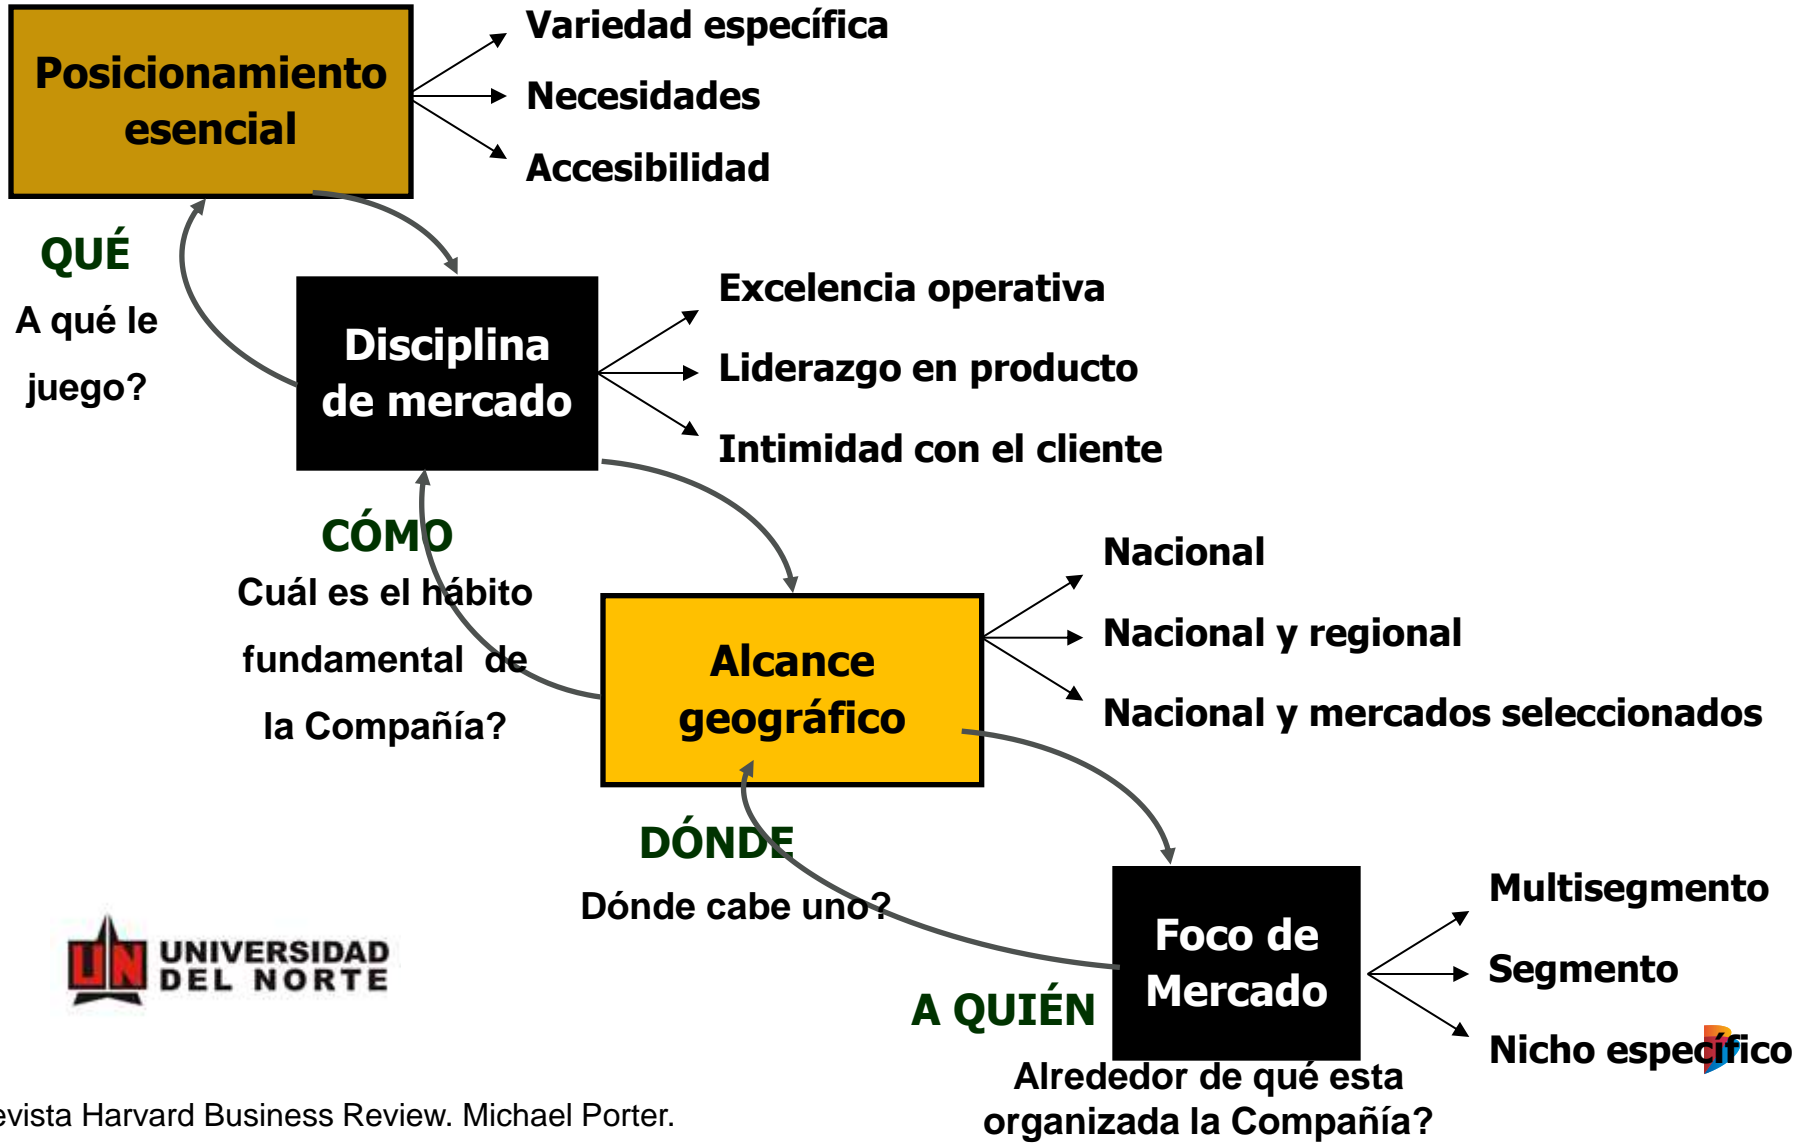 Posicionamiento
esencial
Variedad específica
Necesidades
Accesibilidad
QUÉ
A qué le
juego?
Disciplina
de mercado
Excelencia operativa
Liderazgo en producto
Intimidad con el cliente
CÓMO
Cuál es el hábito
fundamental de
la Compañía?
Alcance
geográfico
Nacional
Nacional y regional
Nacional y mercados seleccionados
DÓNDE
Dónde cabe uno?
Foco de
Mercado
Multisegmento
Segmento
Nicho específico
A QUIÉN
Alrededor de qué esta
organizada la Compañía?
UN
UNIVERSIDAD
DEL NORTE
evista Harvard Business Review. Michael Porter.